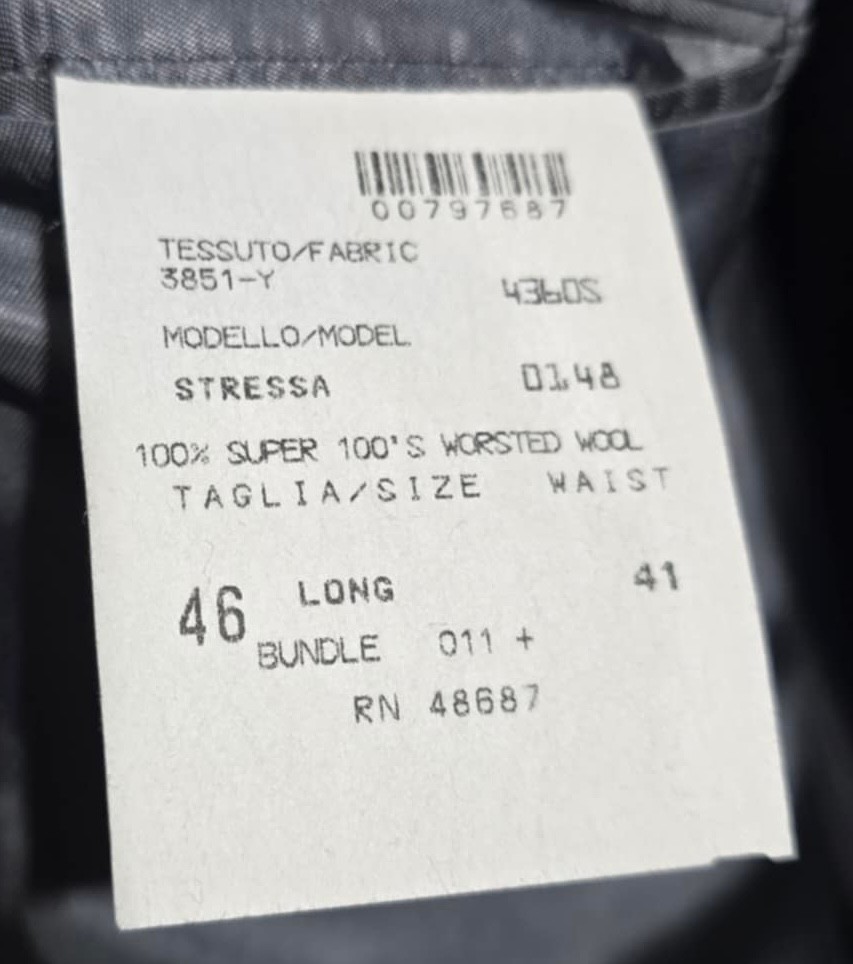 00797687
TESSUTO/FABRIC
3851-Y 4360S
MODELLO/MODEL
STRESSA 0148
100% SUPER 100'S WORSTED WOOL
TAGLIA/SIZE WAIST
46 LONG 41
BUNDLE 011 +
RN 48687